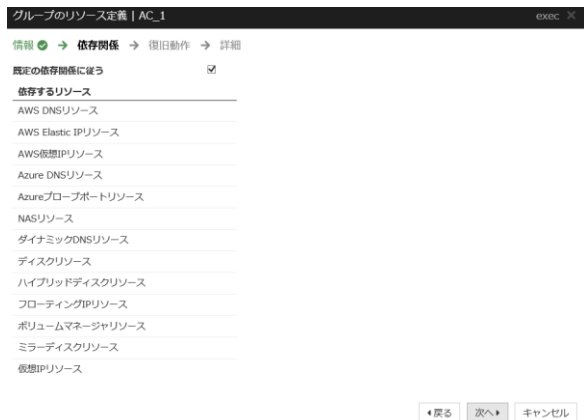 グループのリソース定義 | AC_1 exec ×
情報 → 依存関係 → 復旧動作 → 詳細
既定の依存関係に従う
依存するリソース
AWS DNSリソース
AWS Elastic IPリソース
AWS仮想IPリソース
Azure DNSリソース
Azureプローブポートリソース
NASリソース
ダイナミックDNSリソース
ディスクリソース
ハイブリッドディスクリソース
フローティングIPリソース
ボリュームマネージャリソース
ミラーディスクリソース
仮想IPリソース
戻る 次へ キャンセル